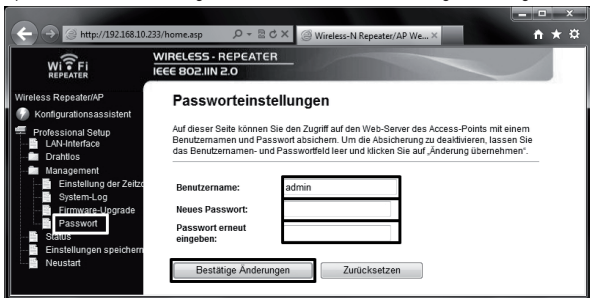 http://192.168.10.233/home.asp
Wireless-N Repeater/AP We...
Wi Fi
REPEATER
WIRELESS - REPEATER
IEEE 802.11N 2.0
Wireless Repeater/AP
Konfigurationsassistent
Professional Setup
LAN-Interface
Drahtlos
Management
Einstellung der Zeitzo
System-Log
Firmware-Upgrade
Passwort
Status
Einstellungen speichern
Neustart
Passworteinstellungen
Auf dieser Seite können Sie den Zugriff auf den Web-Server des Access-Points mit einem
Benutzernamen und Passwort absichern. Um die Absicherung zu deaktivieren, lassen Sie
das Benutzernamen- und Passwortfeld leer und klicken Sie auf „Änderung übernehmen“.
Benutzername: admin
Neues Passwort:
Passwort erneut
eingeben:
Bestätige Änderungen Zurücksetzen